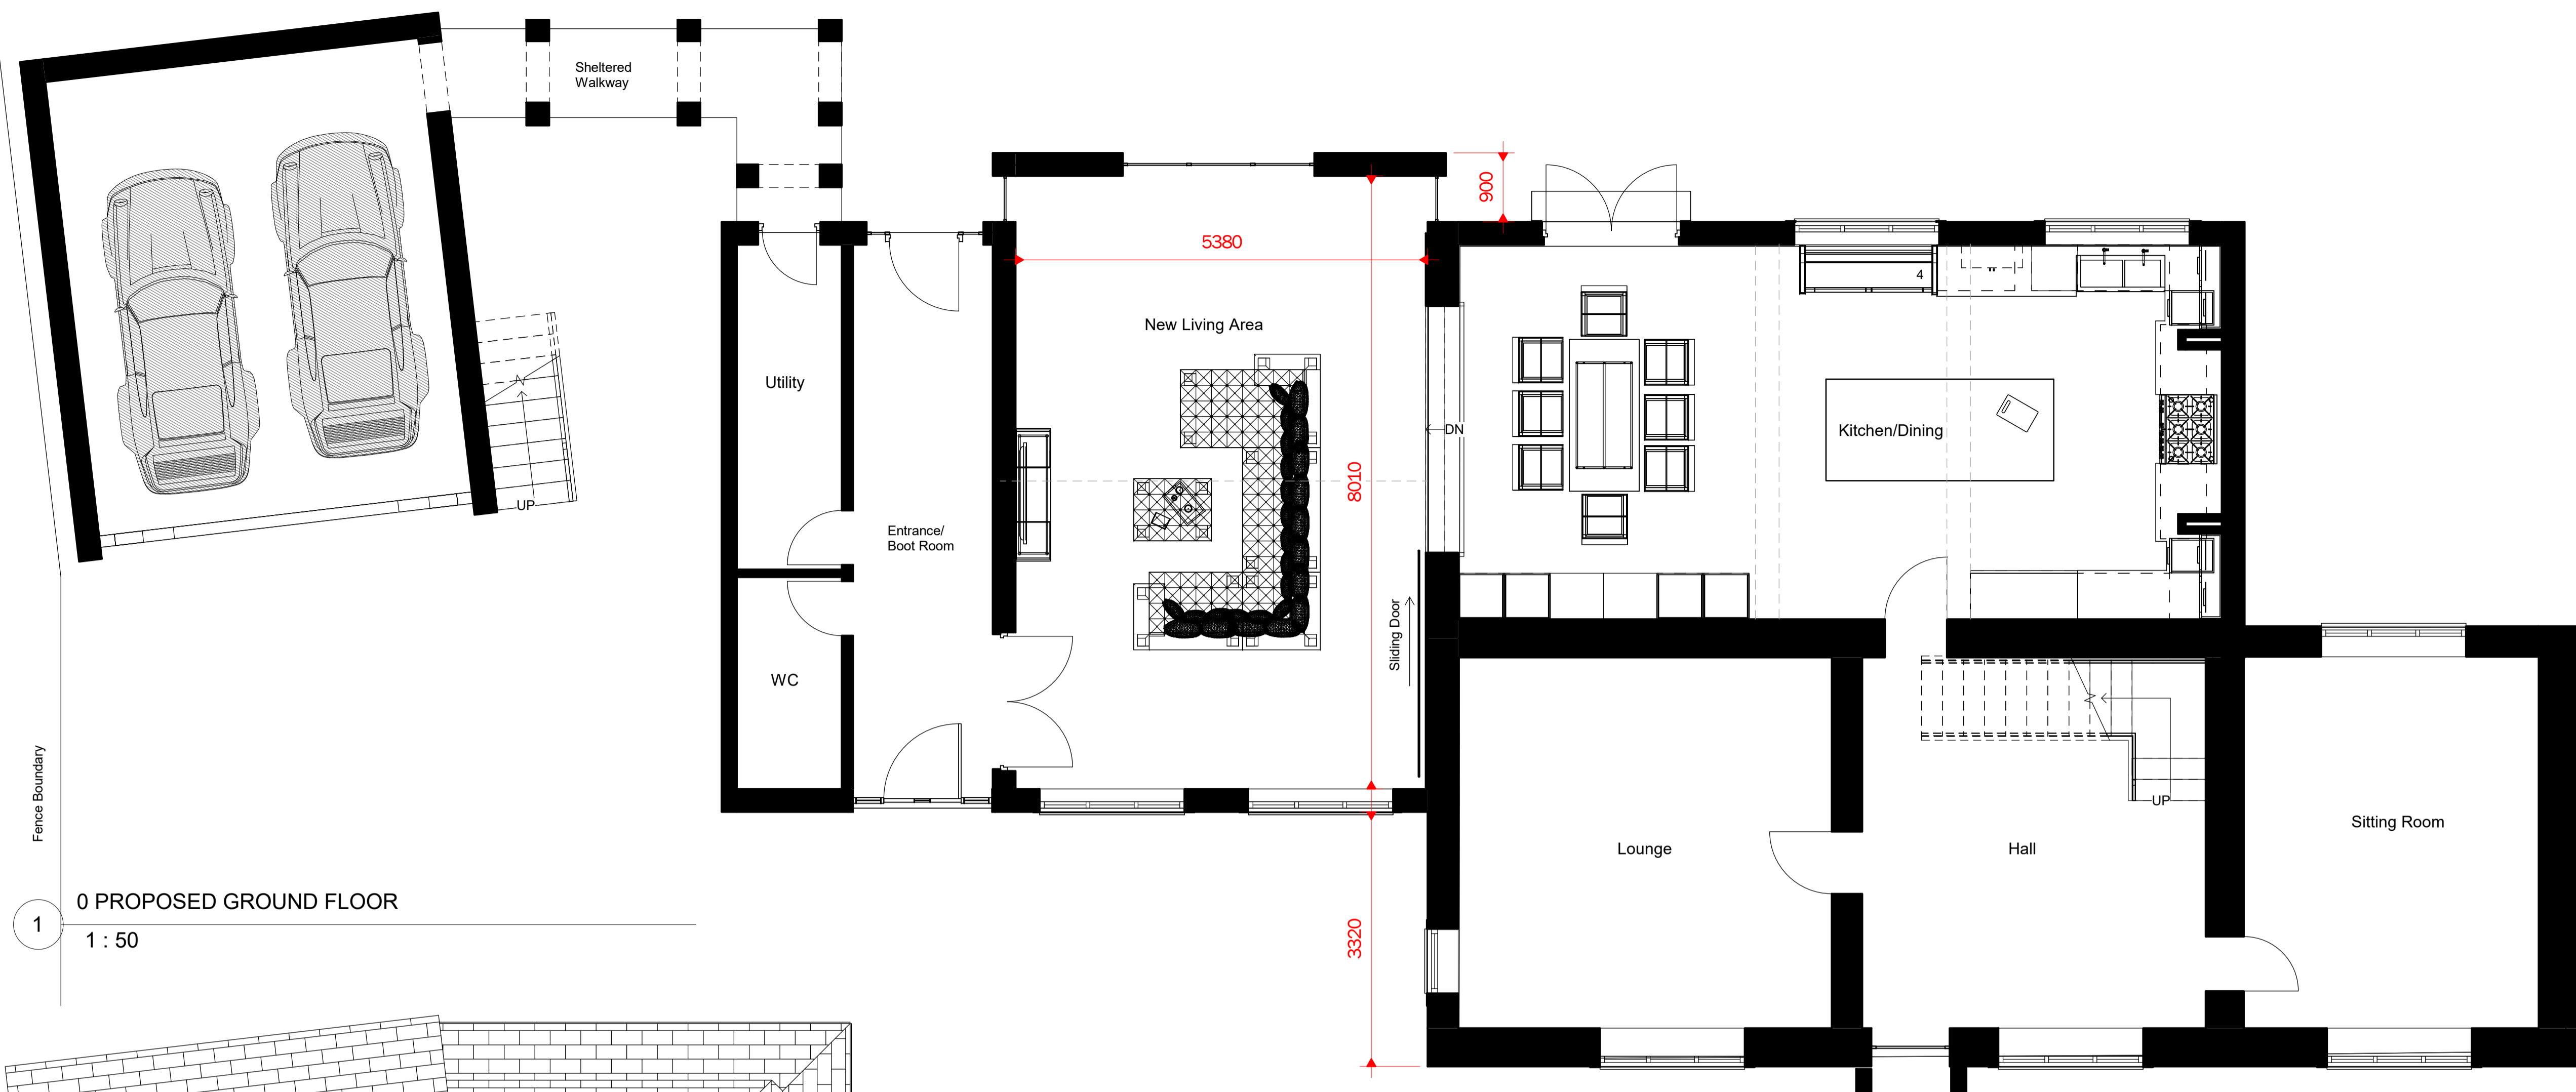 Sheltered
Walkway
900
5380
4
New Living Area
Utility
DN
Kitchen/Dining
8010
UP
Entrance/
Boot Room
Sliding Door
WC
UP
Fence Boundary
Lounge
Hall
Sitting Room
3320
1
0 PROPOSED GROUND FLOOR
1 : 50